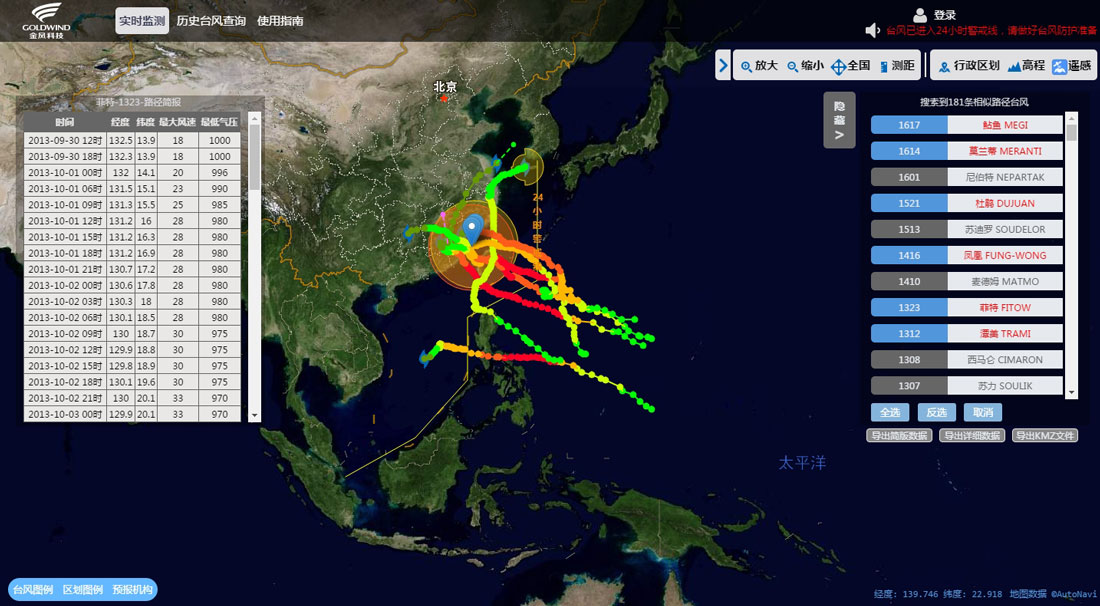 GOLDWIND
金风科技
实时监测 历史台风查询 使用指南
登录
台风已进入24小时警戒线，请做好台风防护准备
放大 缩小 全国 测距 行政区划 高程 遥感
菲特-1323-路径简报
时间 经度 纬度 最大风速 最低气压
2013-09-30 12时 132.5 13.9 18 1000
2013-09-30 18时 132.3 13.9 18 1000
2013-10-01 00时 132 14.1 20 996
2013-10-01 06时 131.5 15.1 23 990
2013-10-01 09时 131.3 15.5 25 985
2013-10-01 12时 131.2 16 28 980
2013-10-01 15时 131.2 16.3 28 980
2013-10-01 18时 131.2 16.9 28 980
2013-10-01 21时 130.7 17.2 28 980
2013-10-02 00时 130.6 17.8 28 980
2013-10-02 03时 130.3 18 28 980
2013-10-02 06时 130.1 18.5 28 980
2013-10-02 09时 130 18.7 30 975
2013-10-02 12时 129.9 18.8 30 975
2013-10-02 15时 129.8 18.9 30 975
2013-10-02 18时 130.1 19.6 30 975
2013-10-02 21时 130 20.1 33 970
2013-10-03 00时 129.9 20.1 33 970
北京
24小时警
太平洋
隐藏 >
搜索到181条相似路径台风
1617 鲇鱼 MEGI
1614 莫兰蒂 MERANTI
1601 尼伯特 NEPARTAK
1521 杜鹃 DUJUAN
1513 苏迪罗 SOUDELOR
1416 凤凰 FUNG-WONG
1410 麦德姆 MATMO
1323 菲特 FITOW
1312 潭美 TRAMI
1308 西马仑 CIMARON
1307 苏力 SOULIK
全选 反选 取消
导出简版数据 导出详细数据 导出KMZ文件
台风图例 区划图例 预报机构
经度: 139.746 纬度: 22.918 地图数据 ©AutoNavi